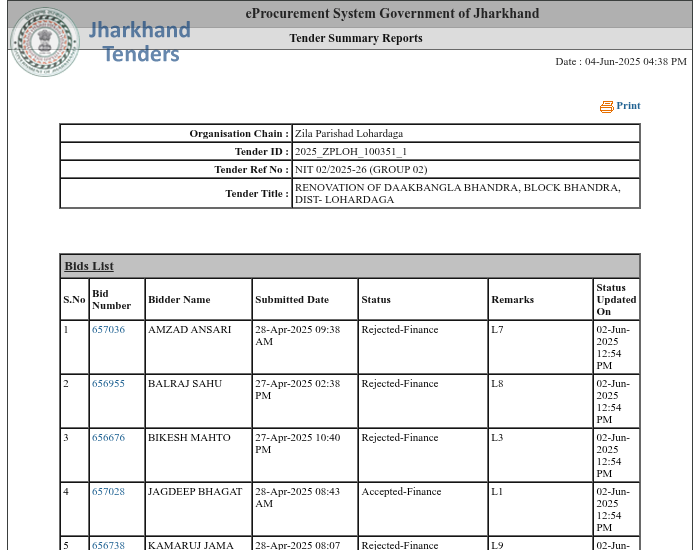 eProcurement System Government of Jharkhand
Jharkhand
Tenders
Tender Summary Reports
Date : 04-Jun-2025 04:38 PM
Print
Organisation Chain : Zila Parishad Lohardaga
Tender ID : 2025_ZPLOH_100351_1
Tender Ref No : NIT 02/2025-26 (GROUP 02)
Tender Title : RENOVATION OF DAAKBANGLA BHANDRA, BLOCK BHANDRA,
DIST- LOHARDAGA
Bids List
S.No
Bid
Number
Bidder Name
Submitted Date
Status
Remarks
Status
Updated
On
1
657036
AMZAD ANSARI
28-Apr-2025 09:38
AM
Rejected-Finance
L7
02-Jun-
2025
12:54
PM
2
656955
BALRAJ SAHU
27-Apr-2025 02:38
PM
Rejected-Finance
L8
02-Jun-
2025
12:54
PM
3
656676
BIKESH MAHTO
27-Apr-2025 10:40
PM
Rejected-Finance
L3
02-Jun-
2025
12:54
PM
4
657028
JAGDEEP BHAGAT
28-Apr-2025 08:43
AM
Accepted-Finance
L1
02-Jun-
2025
12:54
PM
5
656738
KAMARUJ JAMA
28-Apr-2025 08:07
Rejected-Finance
L9
02-Jun-